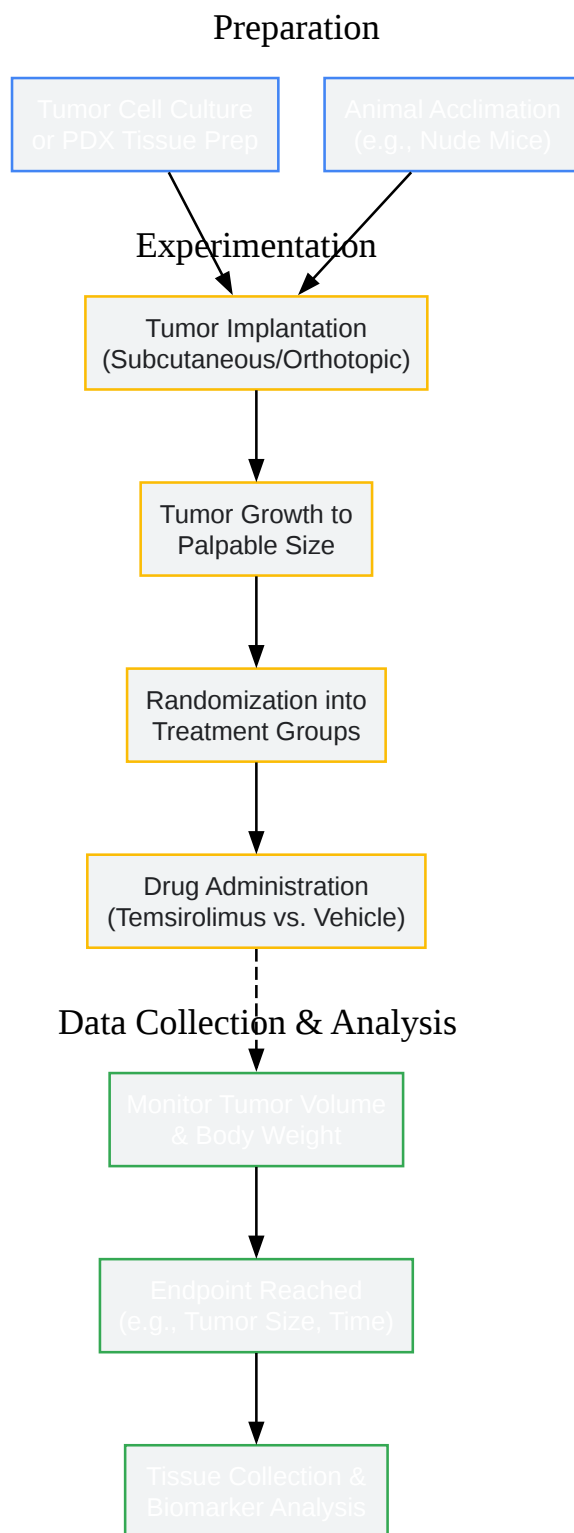 Preparation
Tumor Cell Culture
or PDX Tissue Prep
Animal Acclimation
(e.g., Nude Mice)
Experimentation
Tumor Implantation
(Subcutaneous/Orthotopic)
Tumor Growth to
Palpable Size
Randomization into
Treatment Groups
Drug Administration
(Temsirolimus vs. Vehicle)
Data Collection & Analysis
Monitor Tumor Volume
& Body Weight
Endpoint Reached
(e.g., Tumor Size, Time)
Tissue Collection &
Biomarker Analysis